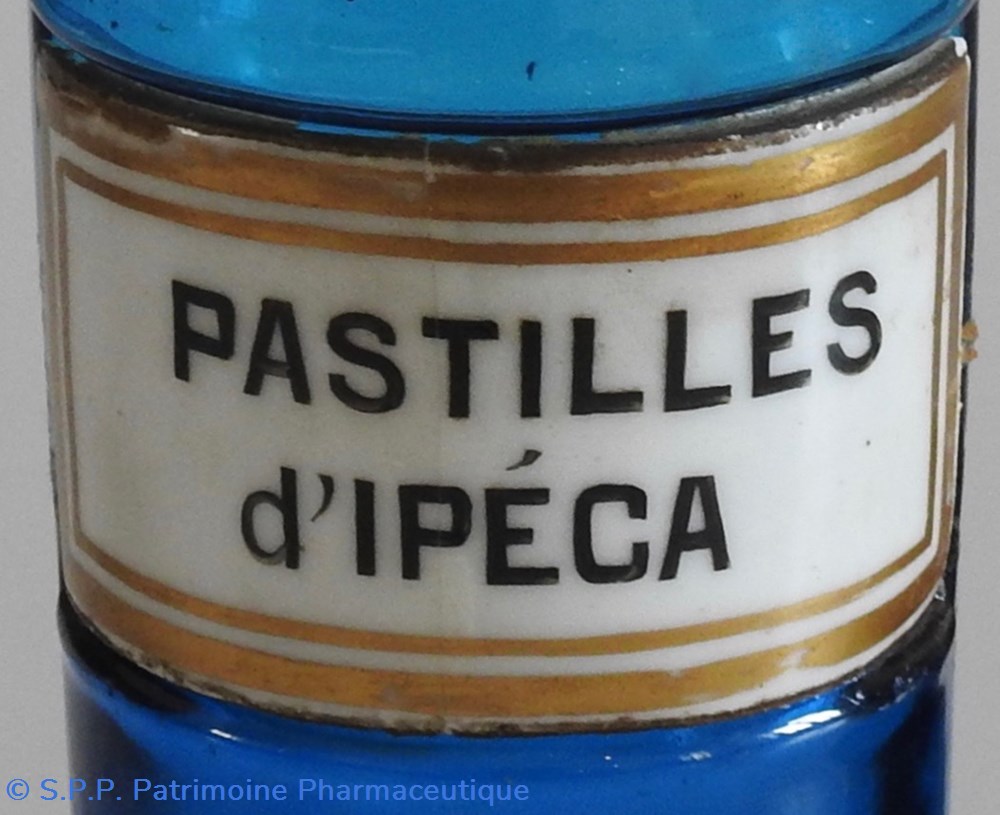 PASTILLES
d'IPÉCA
© S.P.P. Patrimoine Pharmaceutique